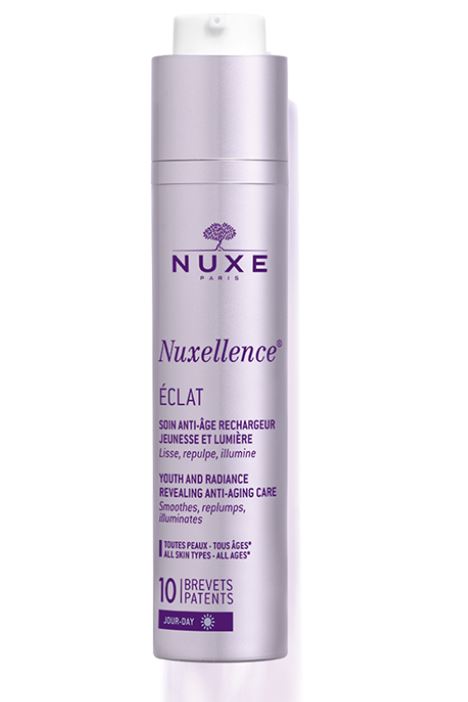 NUXE
PARIS
Nuxellence®
ÉCLAT
SOIN ANTI-ÂGE RECHARGEUR
JEUNESSE ET LUMIÈRE
Lisse, repulpe, illumine
YOUTH AND RADIANCE
REVEALING ANTI-AGING CARE
Smoothes, replumps,
illuminates
TOUTES PEAUX - TOUS ÂGES*
ALL SKIN TYPES - ALL AGES*
10 BREVETS
PATENTS
JOUR-DAY